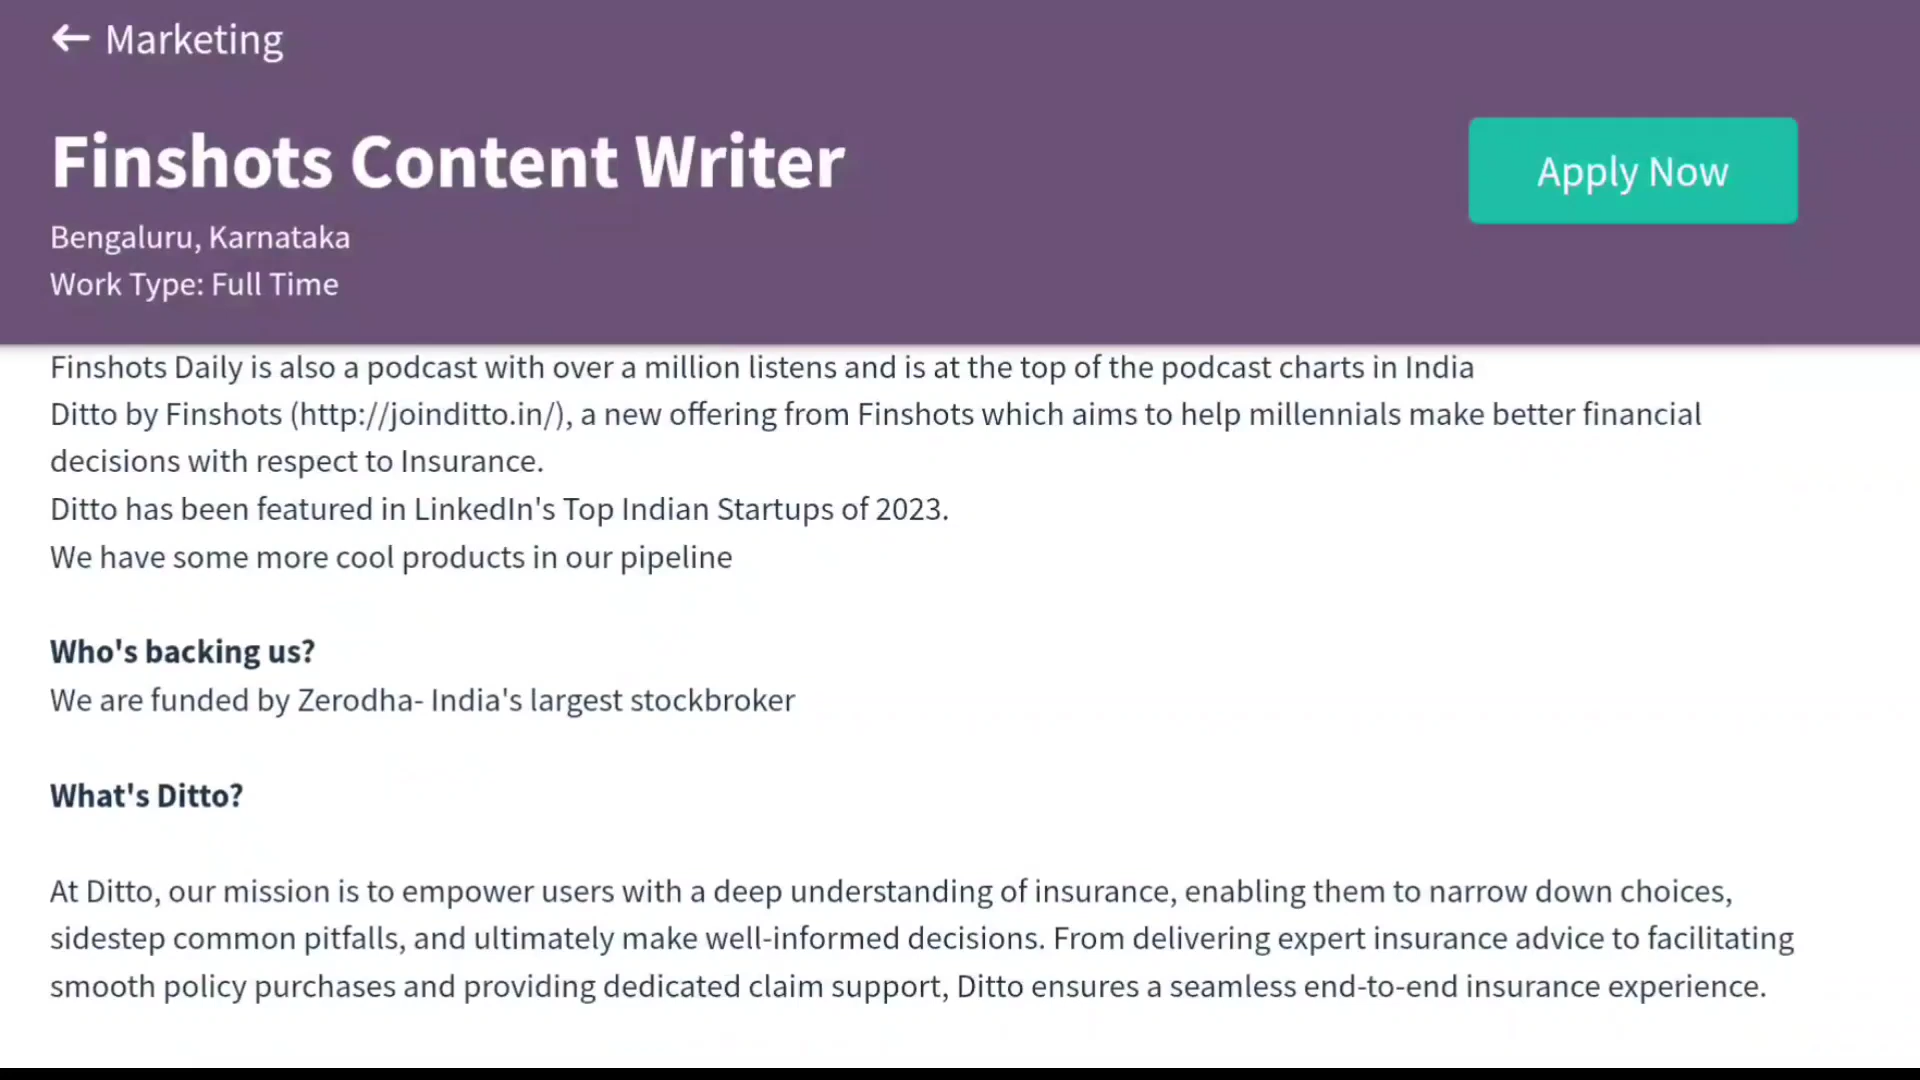 ← Marketing
Finshots Content Writer
Apply Now
Bengaluru, Karnataka
Work Type: Full Time
Finshots Daily is also a podcast with over a million listens and is at the top of the podcast charts in India
Ditto by Finshots (http://joinditto.in/), a new offering from Finshots which aims to help millennials make better financial
decisions with respect to Insurance.
Ditto has been featured in LinkedIn's Top Indian Startups of 2023.
We have some more cool products in our pipeline
Who's backing us?
We are funded by Zerodha- India's largest stockbroker
What's Ditto?
At Ditto, our mission is to empower users with a deep understanding of insurance, enabling them to narrow down choices,
sidestep common pitfalls, and ultimately make well-informed decisions. From delivering expert insurance advice to facilitating
smooth policy purchases and providing dedicated claim support, Ditto ensures a seamless end-to-end insurance experience.